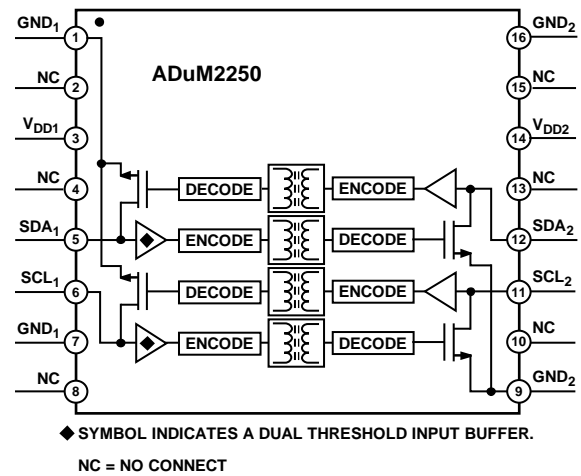 GND1
1
NC
2
VDD1
3
NC
4
SDA1
5
SCL1
6
GND1
7
NC
8
ADuM2250
DECODE ENCODE
ENCODE DECODE
DECODE ENCODE
ENCODE DECODE
GND2
16
NC
15
VDD2
14
NC
13
SDA2
12
SCL2
11
NC
10
GND2
9
◆ SYMBOL INDICATES A DUAL THRESHOLD INPUT BUFFER.
NC = NO CONNECT